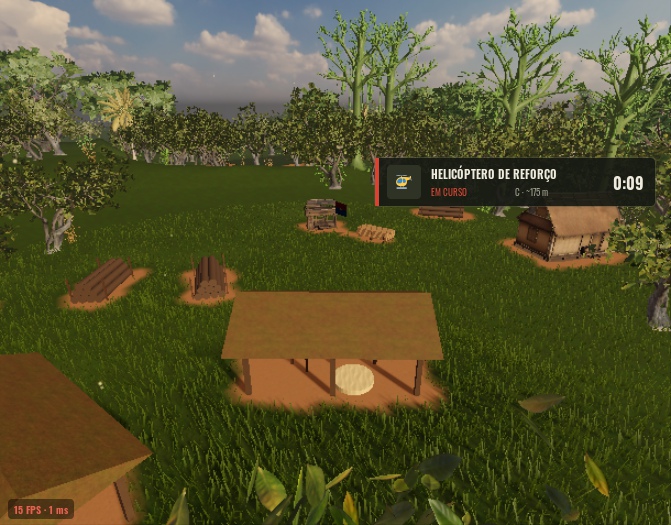 HELICÓPTERO DE REFORÇO
EM CURSO
C · ~175 m
0:09
15 FPS · 1 ms